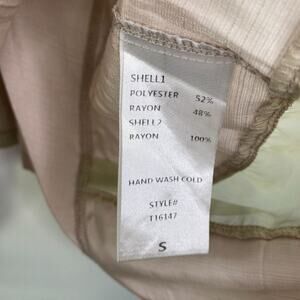 SHELL1
POLYESTER 52%
RAYON 48%
SHELL2
RAYON 100%
HAND WASH COLD
STYLE#
T16147
S